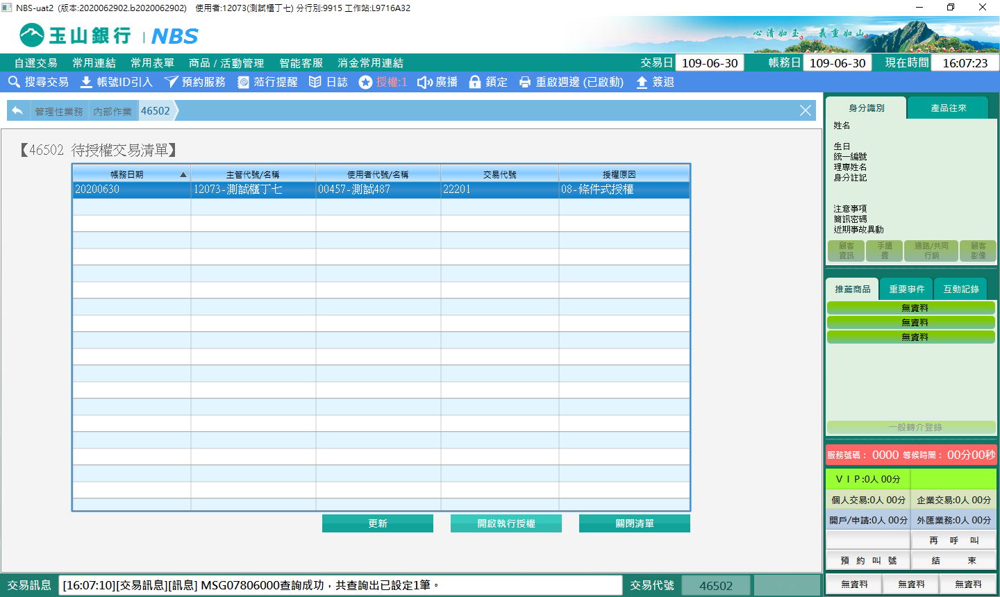 NBS-uat2 (版本:2020062902.b2020062902) 使用者:12073(測試櫃丁七) 分行別:9915 工作站:L9716A32
玉山銀行 NBS
心清如玉。 義重如山。
自選交易 常用連結 常用表單 商品 / 活動管理 智能客服 消金常用連結 交易日 109-06-30 帳務日 109-06-30 現在時間 16:07:23
搜尋交易 帳號ID引入 預約服務 蒞行提醒 日誌 授權:1 廣播 鎖定 重啟週邊 (已啟動) 簽退
管理性業務 內部作業 46502
【46502 待授權交易清單】
帳務日期 主管代號/名稱 使用者代號/名稱 交易代號 授權原因
20200630 12073-測試櫃丁七 00457-測試487 22201 08-條件式授權
更新 開啟執行授權 關閉清單
身分識別 產品往來
姓名
生日
統一編號
理專姓名
身分註記
注意事項
簡訊密碼
近期事故異動
顧客資訊 手續費 通路/共同行銷 顧客影像
推薦商品 重要事件 互動記錄
無資料
無資料
無資料
一般轉介登錄
服務號碼: 0000 等候時間: 00分00秒
VIP:0人 00分
個人交易:0人 00分 企業交易:0人 00分
開戶/申請:0人 00分 外匯業務:0人 00分
再 呼 叫
預 約 叫 號 結 束
無資料 無資料 無資料
交易訊息 [16:07:10][交易訊息][訊息] MSG07806000查詢成功，共查詢出已設定1筆。 交易代號 46502